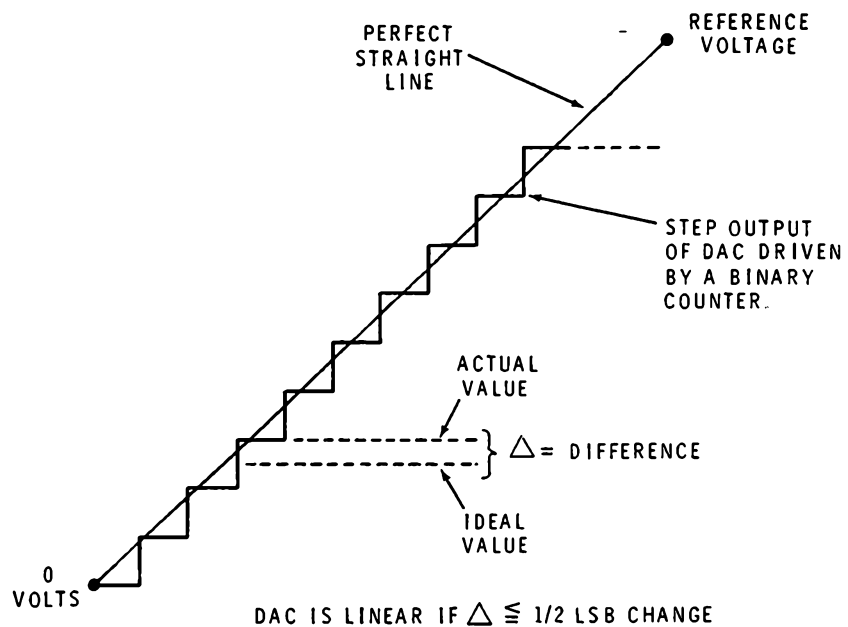 PERFECT
STRAIGHT
LINE
REFERENCE
VOLTAGE
STEP OUTPUT
OF DAC DRIVEN
BY A BINARY
COUNTER.
ACTUAL
VALUE
△ = DIFFERENCE
IDEAL
VALUE
0
VOLTS
DAC IS LINEAR IF △ ≦ 1/2 LSB CHANGE